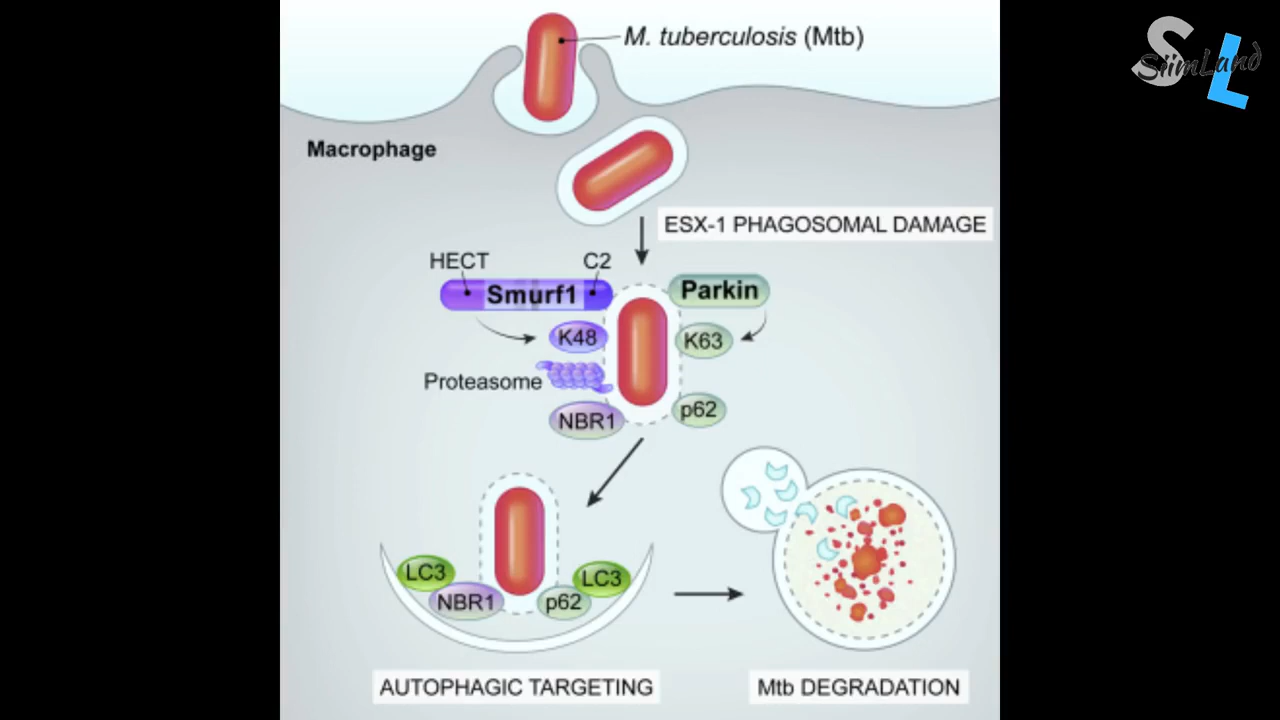 M. tuberculosis (Mtb)
SL
SiimLand
Macrophage
ESX-1 PHAGOSOMAL DAMAGE
HECT
C2
Smurf1
Parkin
K48
K63
Proteasome
NBR1
p62
LC3
LC3
NBR1
p62
AUTOPHAGIC TARGETING
Mtb DEGRADATION